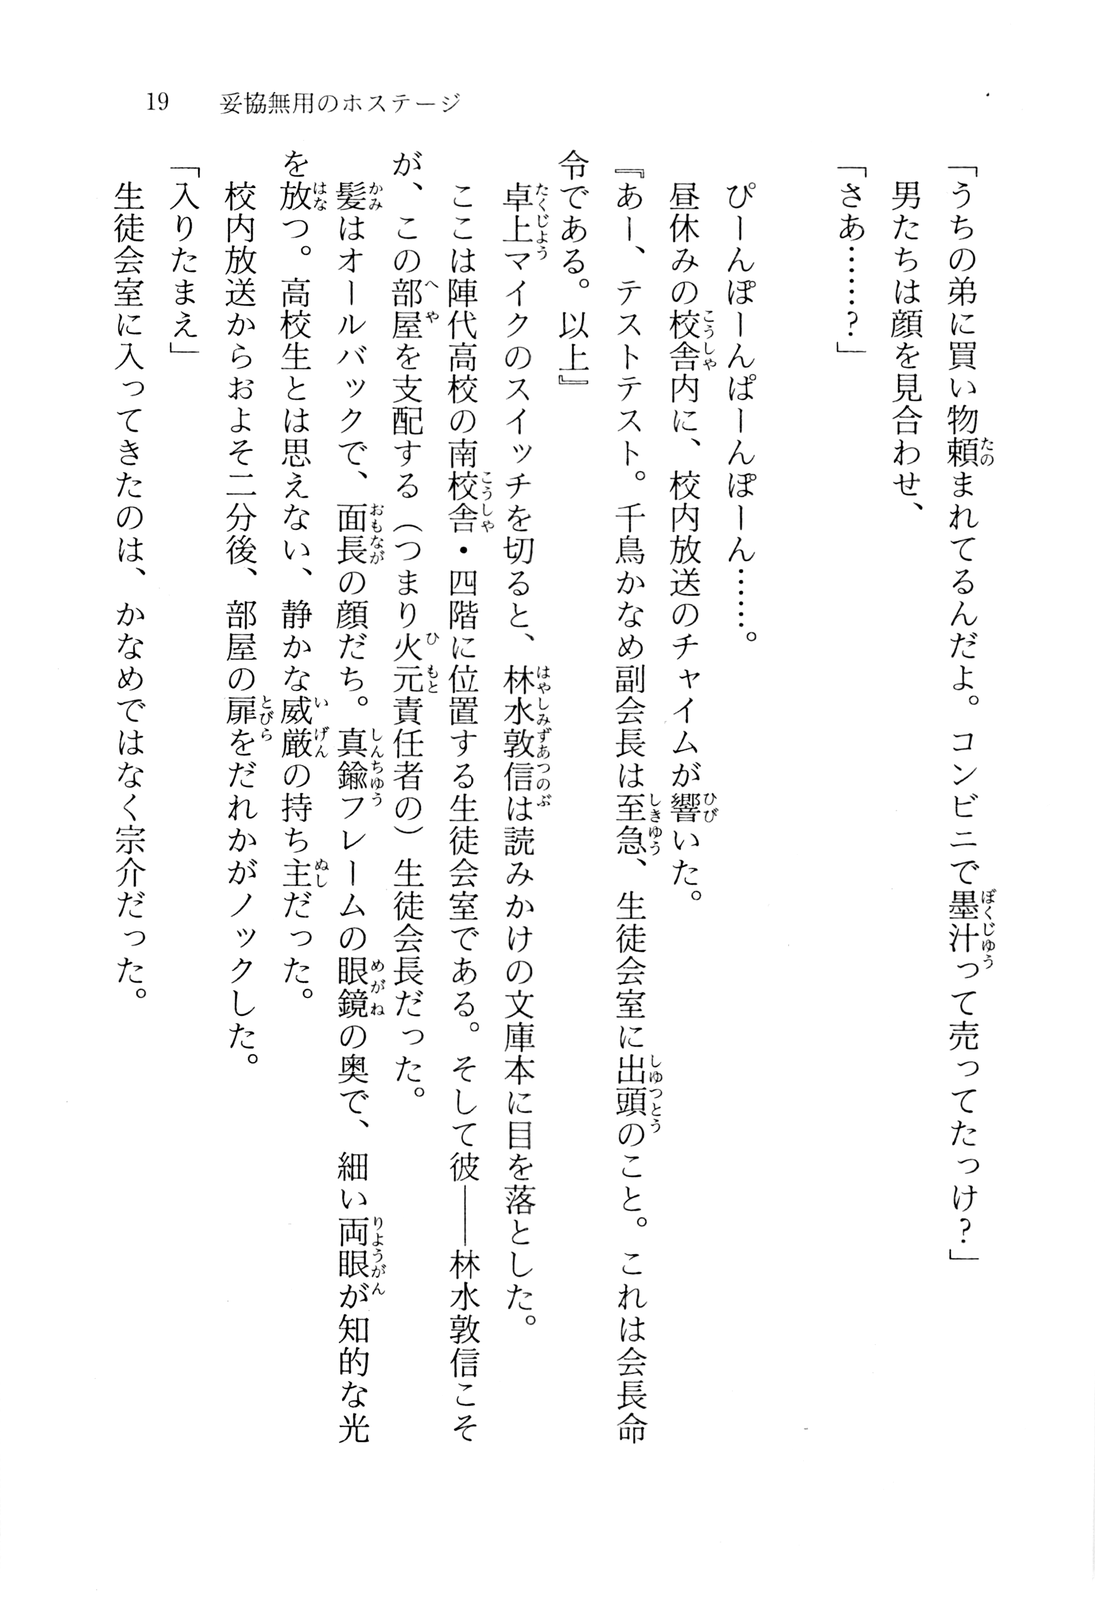 19　妥協無用のホステージ
「うちの弟に買い物頼まれてるんだよ。コンビニで墨汁って売ってたっけ？」
男たちは顔を見合わせ、
「さあ……？」
ぴーんぽーんぱーんぽーん……。
昼休みの校舎内に、校内放送のチャイムが響いた。
『あー、テストテスト。千鳥かなめ副会長は至急、生徒会室に出頭のこと。これは会長命
令である。以上』
卓上マイクのスイッチを切ると、林水敦信は読みかけの文庫本に目を落とした。
ここは陣代高校の南校舎・四階に位置する生徒会室である。そして彼――林水敦信こそ
が、この部屋を支配する（つまり火元責任者の）生徒会長だった。
髪はオールバックで、面長の顔だち。真鍮フレームの眼鏡の奥で、細い両眼が知的な光
を放つ。高校生とは思えない、静かな威厳の持ち主だった。
校内放送からおよそ二分後、部屋の扉をだれかがノックした。
「入りたまえ」
生徒会室に入ってきたのは、かなめではなく宗介だった。